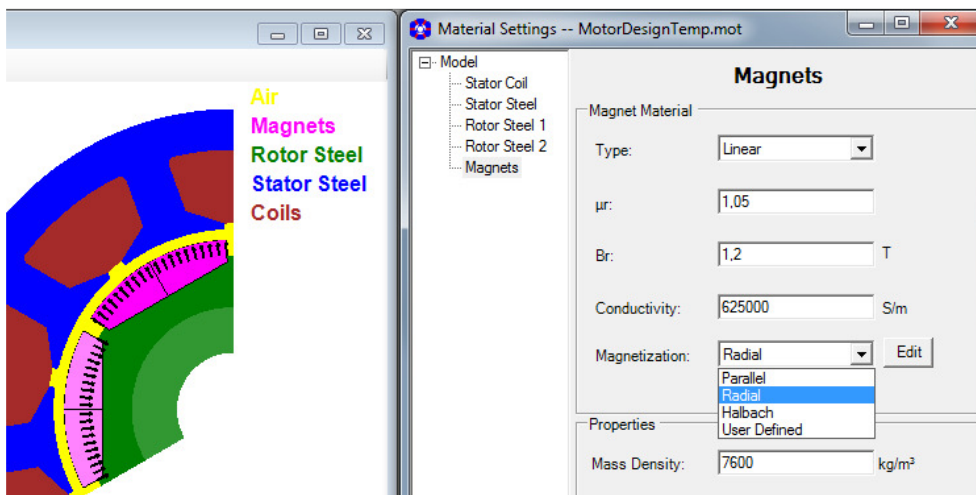 Air
Magnets
Rotor Steel
Stator Steel
Coils
Material Settings -- MotorDesignTemp.mot
Model
Stator Coil
Stator Steel
Rotor Steel 1
Rotor Steel 2
Magnets
Magnets
Magnet Material
Type: Linear
µr: 1,05
Br: 1,2 T
Conductivity: 625000 S/m
Magnetization: Radial Edit
Parallel
Radial
Halbach
User Defined
Properties
Mass Density: 7600 kg/m³